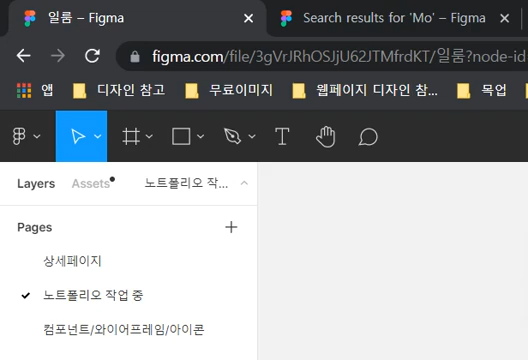 일룸 – Figma
Search results for 'Mo' – Figma
figma.com/file/3gVrJRhOSJjU62JTMfrdKT/일룸?node-id
앱 디자인 참고 무료이미지 웹페이지 디자인 참... 목업
Layers Assets 노트폴리오 작...
Pages
상세페이지
노트폴리오 작업 중
컴포넌트/와이어프레임/아이콘